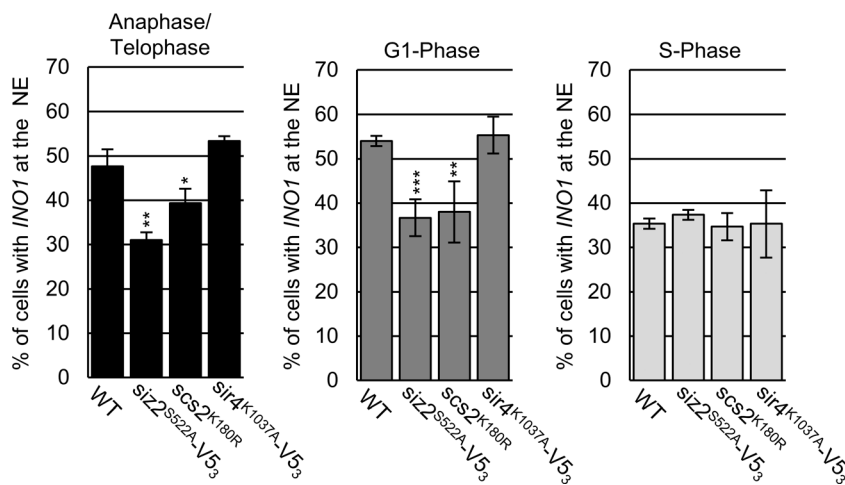 Anaphase/
Telophase
% of cells with INO1 at the NE
70
60
50
40
30
20
10
0
**
*
WT
siz2S522A-V53
scs2K180R
sir4K1037A-V53
G1-Phase
% of cells with INO1 at the NE
70
60
50
40
30
20
10
0
***
**
WT
siz2S522A-V53
scs2K180R
sir4K1037A-V53
S-Phase
% of cells with INO1 at the NE
70
60
50
40
30
20
10
0
WT
siz2S522A-V53
scs2K180R
sir4K1037A-V53